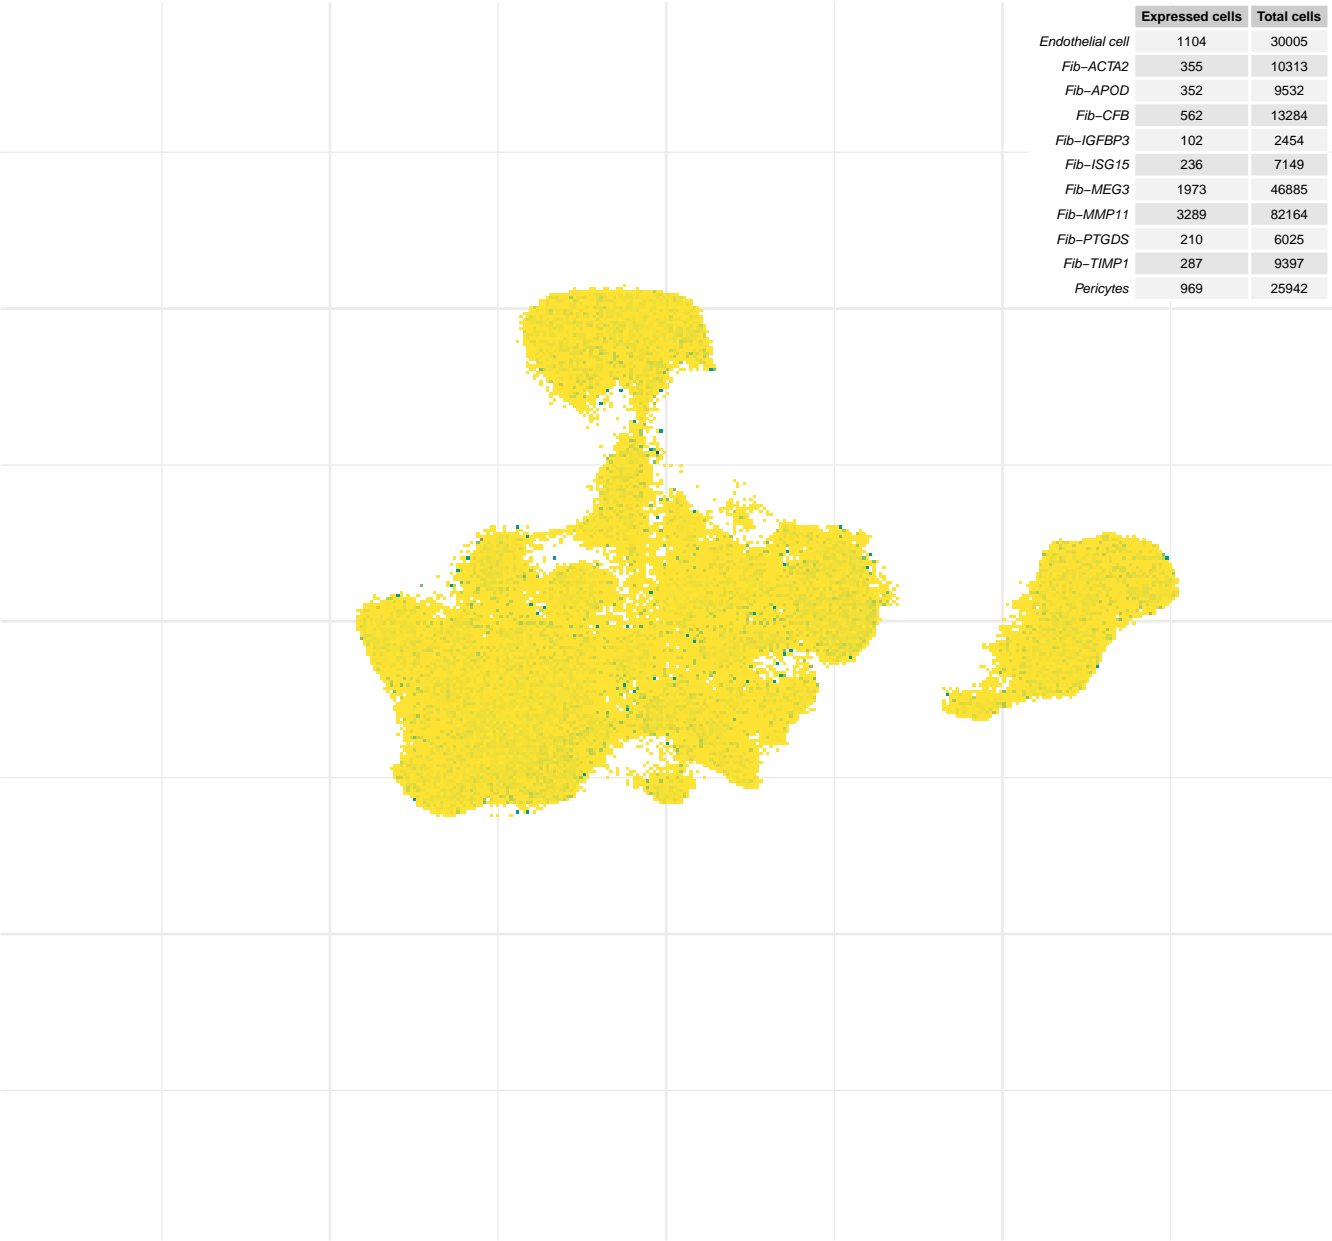 Expressed cells Total cells
Endothelial cell 1104 30005
Fib−ACTA2 355 10313
Fib−APOD 352 9532
Fib−CFB 562 13284
Fib−IGFBP3 102 2454
Fib−ISG15 236 7149
Fib−MEG3 1973 46885
Fib−MMP11 3289 82164
Fib−PTGDS 210 6025
Fib−TIMP1 287 9397
Pericytes 969 25942